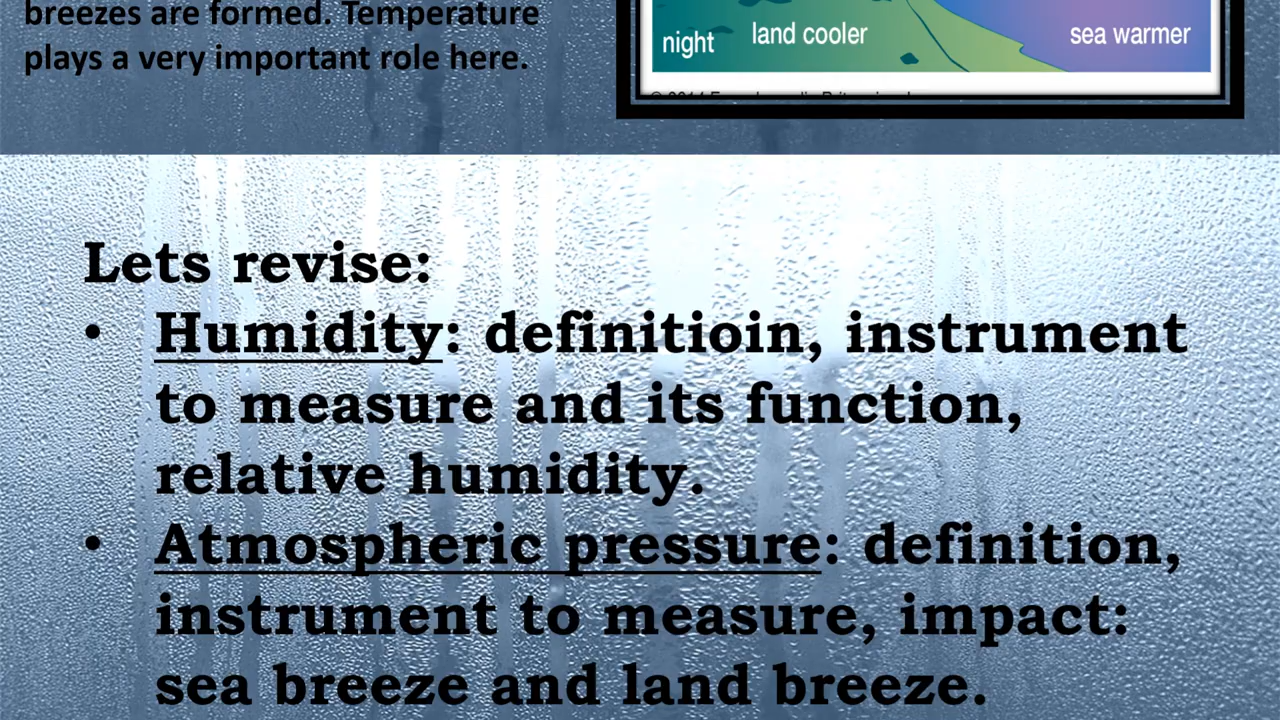 breezes are formed. Temperature
plays a very important role here.
night
land cooler
sea warmer
Lets revise:
• Humidity: definitioin, instrument
to measure and its function,
relative humidity.
• Atmospheric pressure: definition,
instrument to measure, impact:
sea breeze and land breeze.